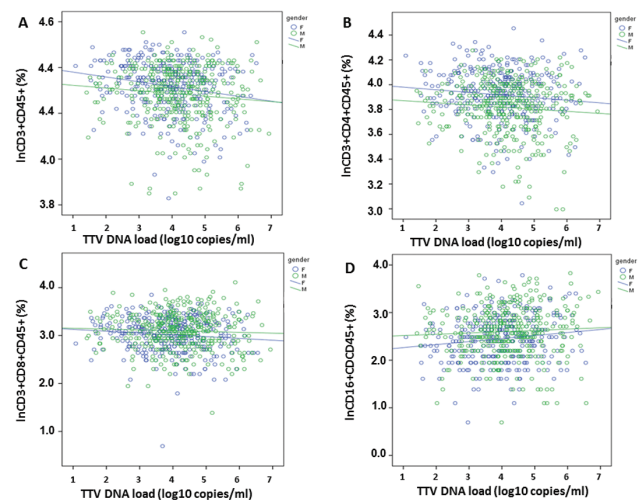 A
gender
F
M
F
M
4.6
4.4
4.4
4.0
3.8
lnCD3+CD45+ (%)
1 2 3 4 5 6 7
TTV DNA load (log10 copies/ml)
B
gender
F
M
F
M
4.4
4.2
4.0
3.8
3.6
3.4
3.2
3.0
lnCD3+CD4+CD45+ (%)
1 2 3 4 5 6 7
TTV DNA load (log10 copies/ml)
C
gender
F
M
F
M
4.0
3.0
2.0
1.0
lnCD3+CD8+CD45+ (%)
1 2 3 4 5 6 7
TTV DNA load (log10 copies/ml)
D
gender
F
M
F
M
4.0
3.0
2.0
1.0
0.0
lnCD16+CDCD45+ (%)
1 2 3 4 5 6 7
TTV DNA load (log10 copies/ml)